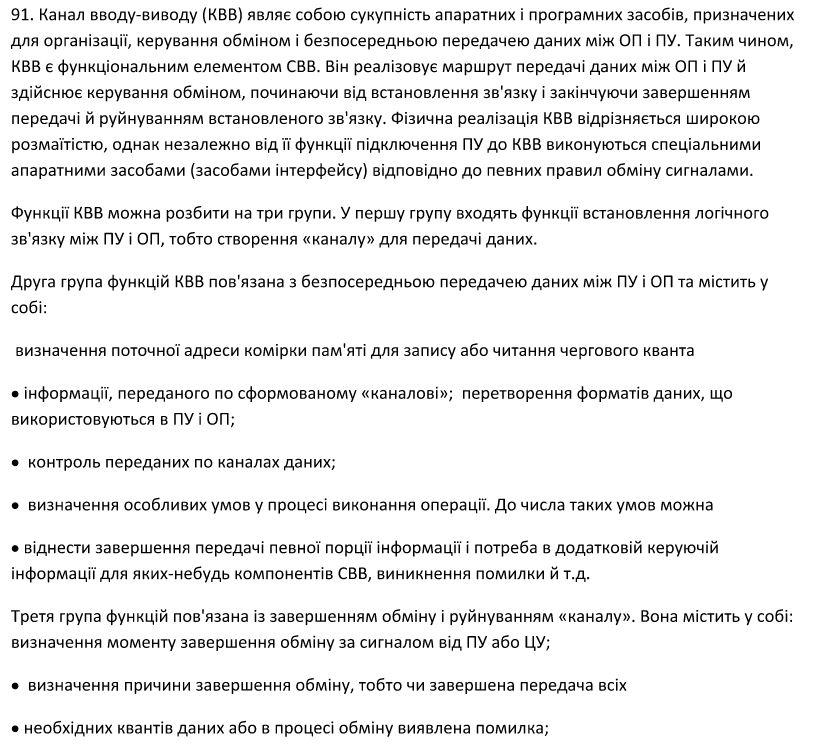 91. Канал вводу-виводу (КВВ) являє собою сукупність апаратних і програмних засобів, призначених
для організації, керування обміном і безпосередньою передачею даних між ОП і ПУ. Таким чином,
КВВ є функціональним елементом СВВ. Він реалізовує маршрут передачі даних між ОП і ПУ й
здійснює керування обміном, починаючи від встановлення зв'язку і закінчуючи завершенням
передачі й руйнуванням встановленого зв'язку. Фізична реалізація КВВ відрізняється широкою
розмаїтістю, однак незалежно від її функції підключення ПУ до КВВ виконуються спеціальними
апаратними засобами (засобами інтерфейсу) відповідно до певних правил обміну сигналами.
Функції КВВ можна розбити на три групи. У першу групу входять функції встановлення логічного
зв'язку між ПУ і ОП, тобто створення «каналу» для передачі даних.
Друга група функцій КВВ пов'язана з безпосередньою передачею даних між ПУ і ОП та містить у
собі:
визначення поточної адреси комірки пам'яті для запису або читання чергового кванта
• інформації, переданого по сформованому «каналові»;  перетворення форматів даних, що
використовуються в ПУ і ОП;
• контроль переданих по каналах даних;
• визначення особливих умов у процесі виконання операції. До числа таких умов можна
• віднести завершення передачі певної порції інформації і потреба в додатковій керуючій
інформації для яких-небудь компонентів СВВ, виникнення помилки й т.д.
Третя група функцій пов'язана із завершенням обміну і руйнуванням «каналу». Вона містить у собі:
визначення моменту завершення обміну за сигналом від ПУ або ЦУ;
• визначення причини завершення обміну, тобто чи завершена передача всіх
• необхідних квантів даних або в процесі обміну виявлена помилка;